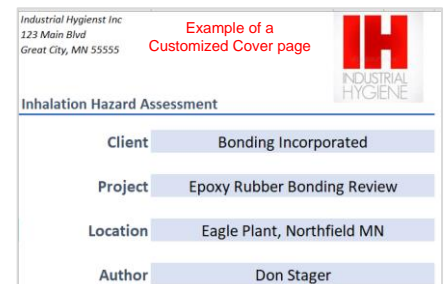 Industrial Hygienst Inc
123 Main Blvd
Great City, MN 55555
Example of a
Customized Cover page
IH
INDUSTRIAL
HYGIENE
Inhalation Hazard Assessment
Client Bonding Incorporated
Project Epoxy Rubber Bonding Review
Location Eagle Plant, Northfield MN
Author Don Stager